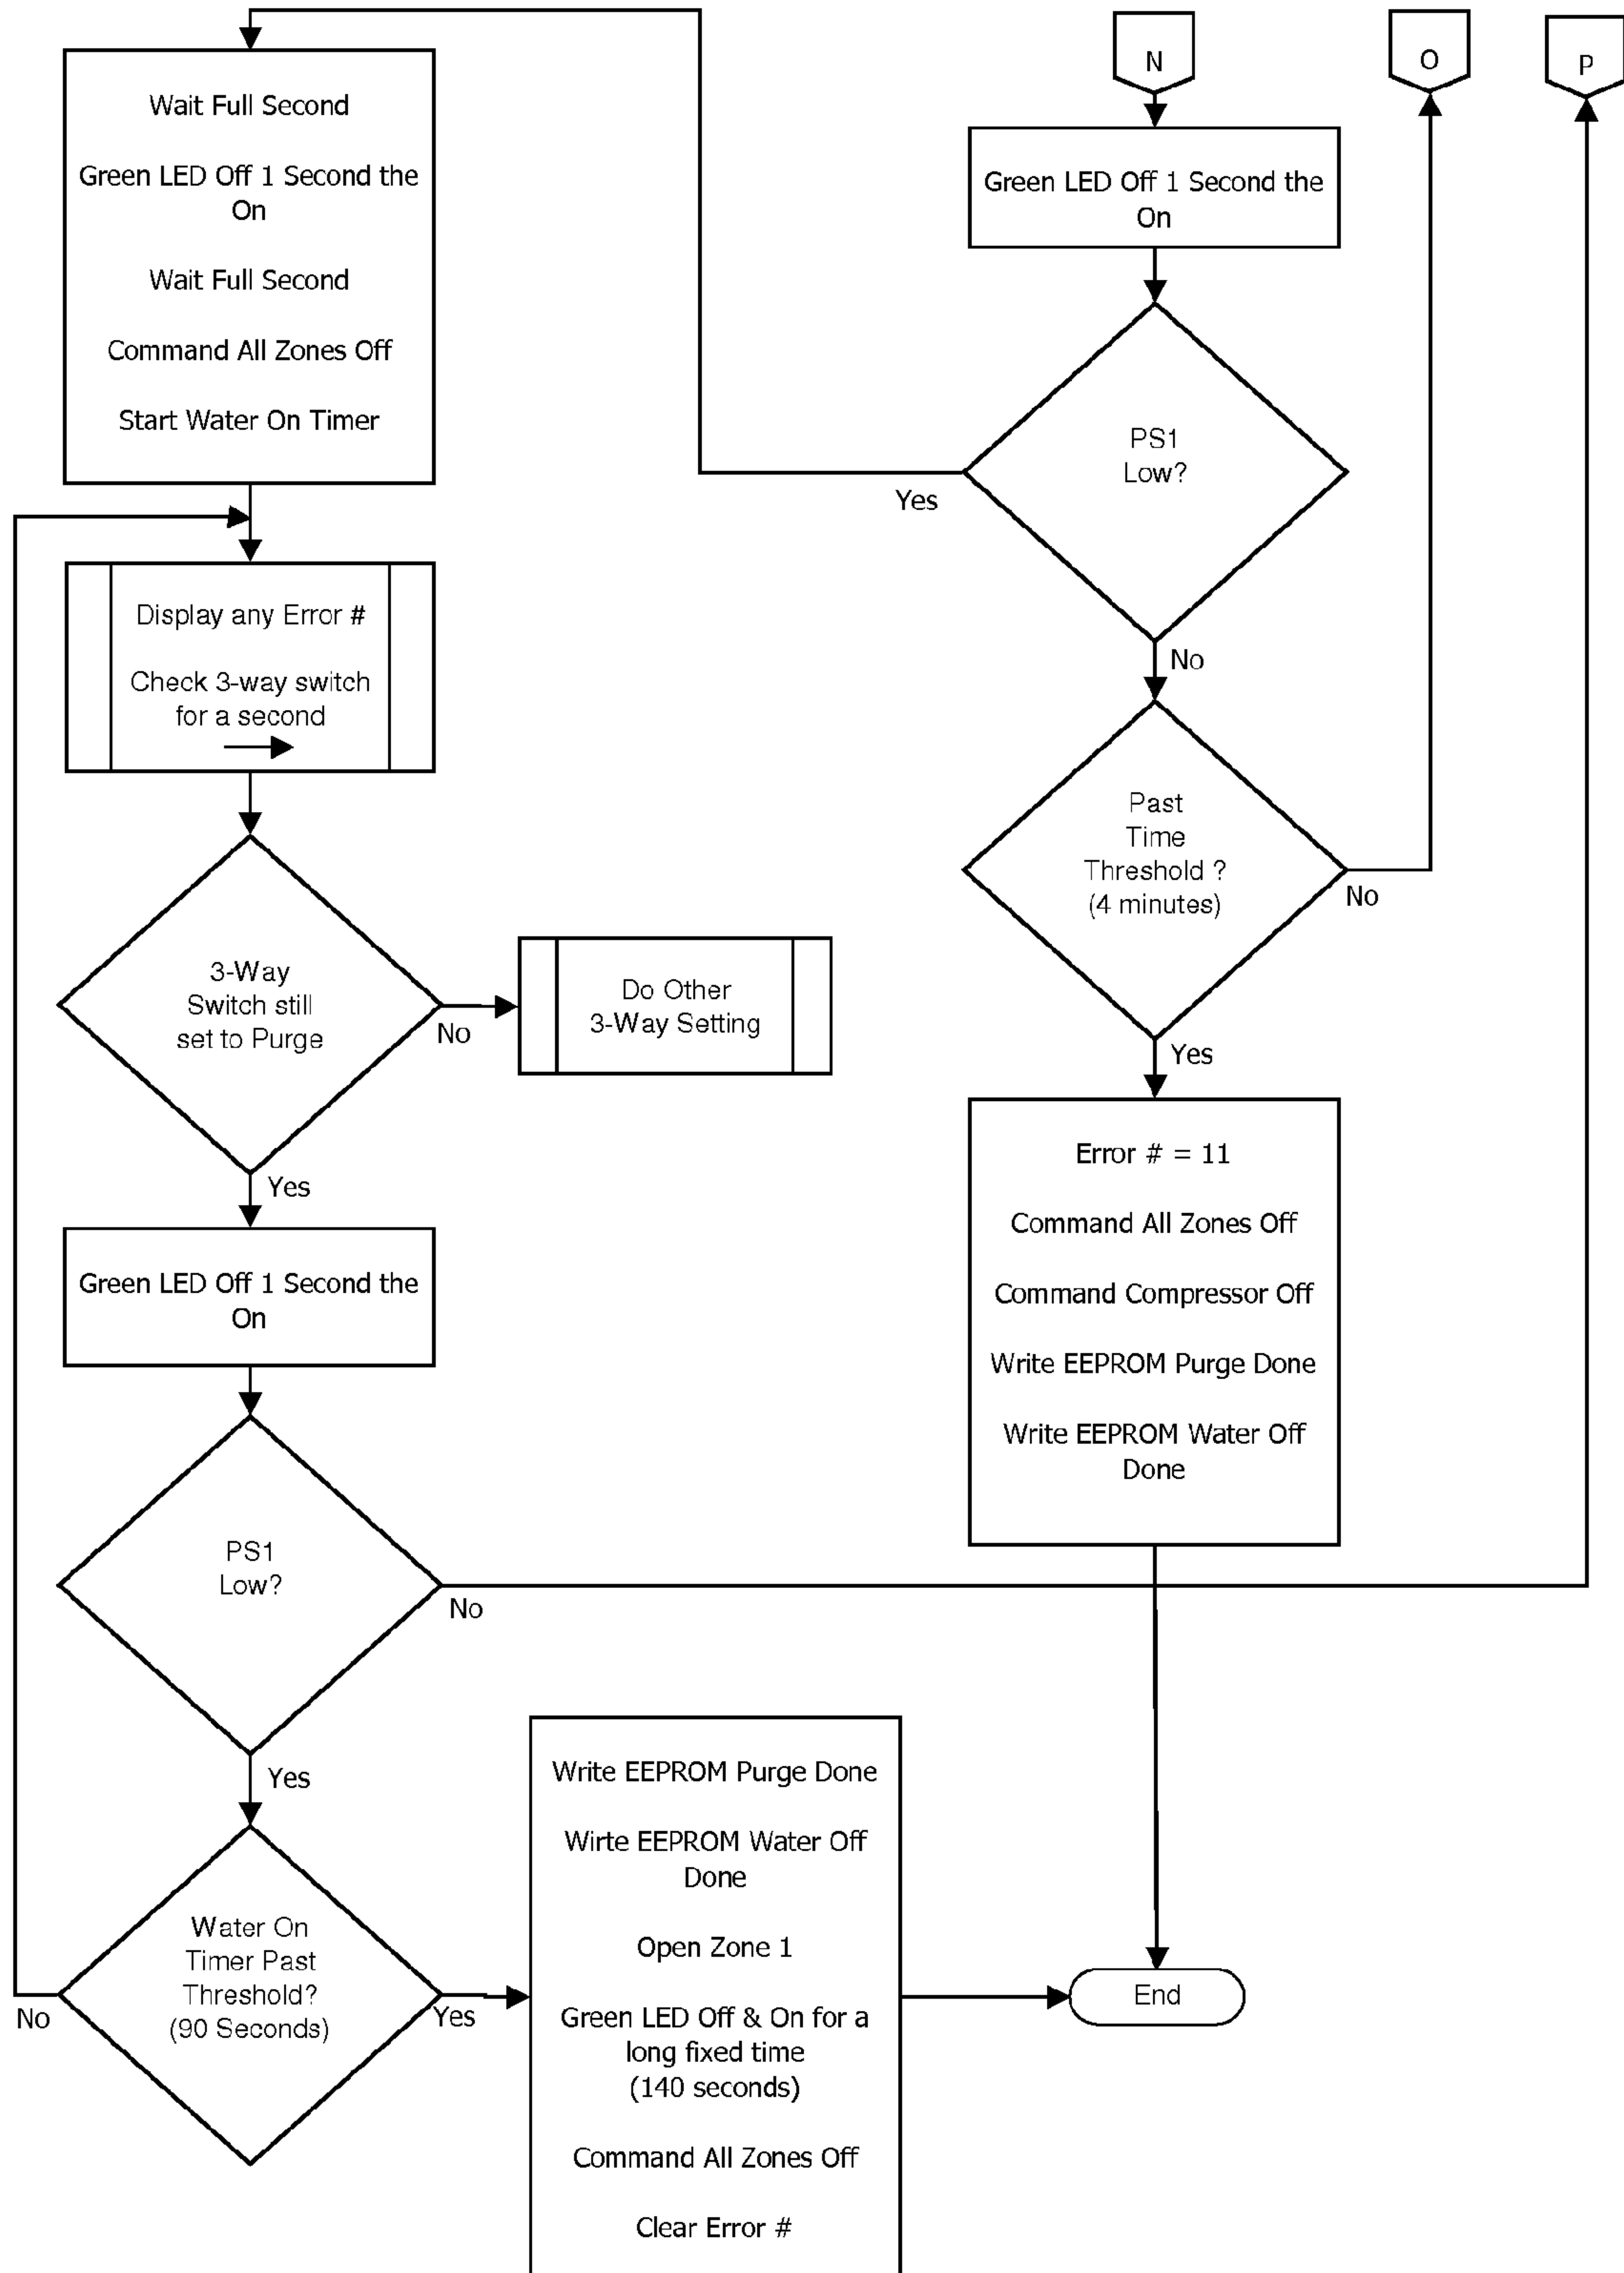 Wait Full Second
Green LED Off 1 Second the
On
Wait Full Second
Command All Zones Off
Start Water On Timer
Display any Error #
Check 3-way switch
for a second
3-Way
Switch still
set to Purge
No
Do Other
3-Way Setting
Yes
Green LED Off 1 Second the
On
PS1
Low?
No
Yes
Water On
Timer Past
Threshold?
(90 Seconds)
No
Yes
Write EEPROM Purge Done
Wirte EEPROM Water Off
Done
Open Zone 1
Green LED Off & On for a
long fixed time
(140 seconds)
Command All Zones Off
Clear Error #
N
O
P
Green LED Off 1 Second the
On
PS1
Low?
Yes
No
Past
Time
Threshold ?
(4 minutes)
No
Yes
Error # = 11
Command All Zones Off
Command Compressor Off
Write EEPROM Purge Done
Write EEPROM Water Off
Done
End